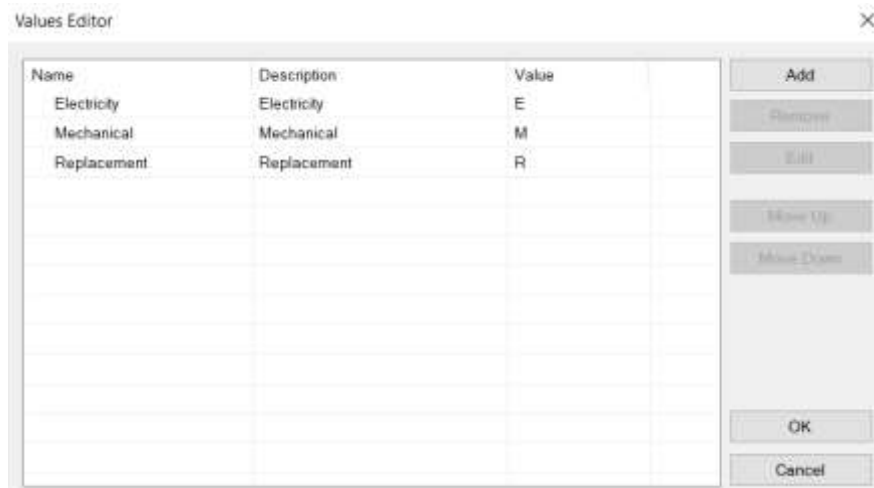 Values Editor
Name Description Value
Electricity Electricity E
Mechanical Mechanical M
Replacement Replacement R
Add
Remove
Edit
Move Up
Move Down
OK
Cancel